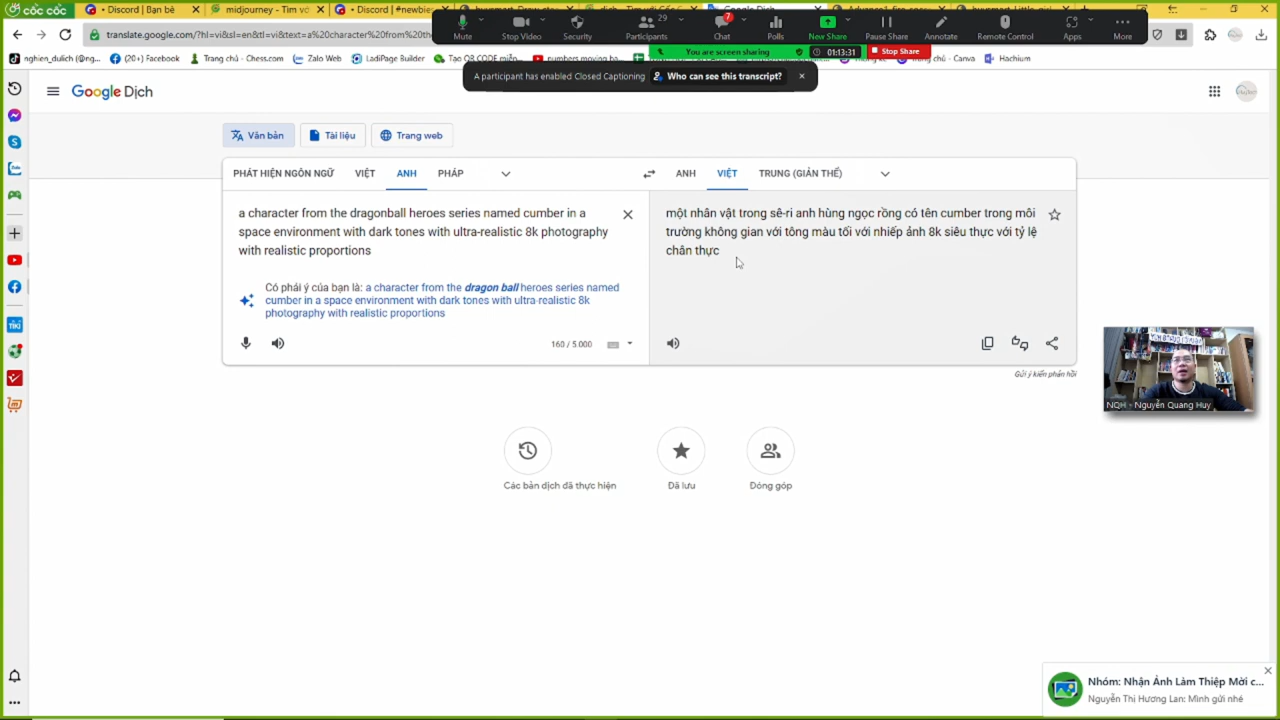 cốc cốc
• Discord | Bạn bè
midjourney - Tìm vớ
• Discord | #newbie
translate.google.com/?hl=vi&sl=en&tl=vi&text=a%20character%20from%20th
Mute
Stop Video
Security
29
Participants
7
Chat
Polls
New Share
Pause Share
Annotate
Remote Control
Apps
More
You are screen sharing
01:13:31
Stop Share
nghien_dulich (@ng...
(20+) Facebook
Trang chủ - Chess.com
Zalo Web
LadiPage Builder
Tạo QR CODE miễn...
numbers moving ba...
chủ - Canva
Hachium
A participant has enabled Closed Captioning
Who can see this transcript?
Google Dịch
Văn bản
Tài liệu
Trang web
PHÁT HIỆN NGÔN NGỮ
VIỆT
ANH
PHÁP
ANH
VIỆT
TRUNG (GIẢN THỂ)
a character from the dragonball heroes series named cumber in a
space environment with dark tones with ultra-realistic 8k photography
with realistic proportions
một nhân vật trong sê-ri anh hùng ngọc rồng có tên cumber trong môi
trường không gian với tông màu tối với nhiếp ảnh 8k siêu thực với tỷ lệ
chân thực
Có phải ý của bạn là: a character from the dragon ball heroes series named
cumber in a space environment with dark tones with ultra-realistic 8k
photography with realistic proportions
160 / 5.000
Gửi ý kiến phản hồi
NQH - Nguyễn Quang Huy
Các bản dịch đã thực hiện
Đã lưu
Đóng góp
TIKI
Nhóm: Nhận Ảnh Làm Thiệp Mời c...
Nguyễn Thị Hương Lan: Mình gửi nhé